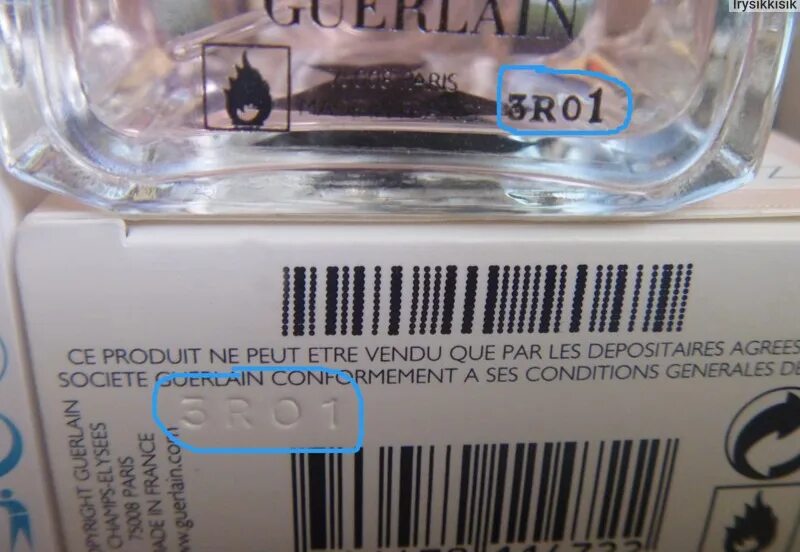 Irysikkisik
GUERLAIN
PARIS
3R01
CE PRODUIT NE PEUT ETRE VENDU QUE PAR LES DEPOSITAIRES AGREES
SOCIETE GUERLAIN CONFORMEMENT A SES CONDITIONS GENERALES DE
3R01
COPYRIGHT GUERLAIN
CHAMPS-ELYSEES
75008 PARIS
MADE IN FRANCE
www.guerlain.com